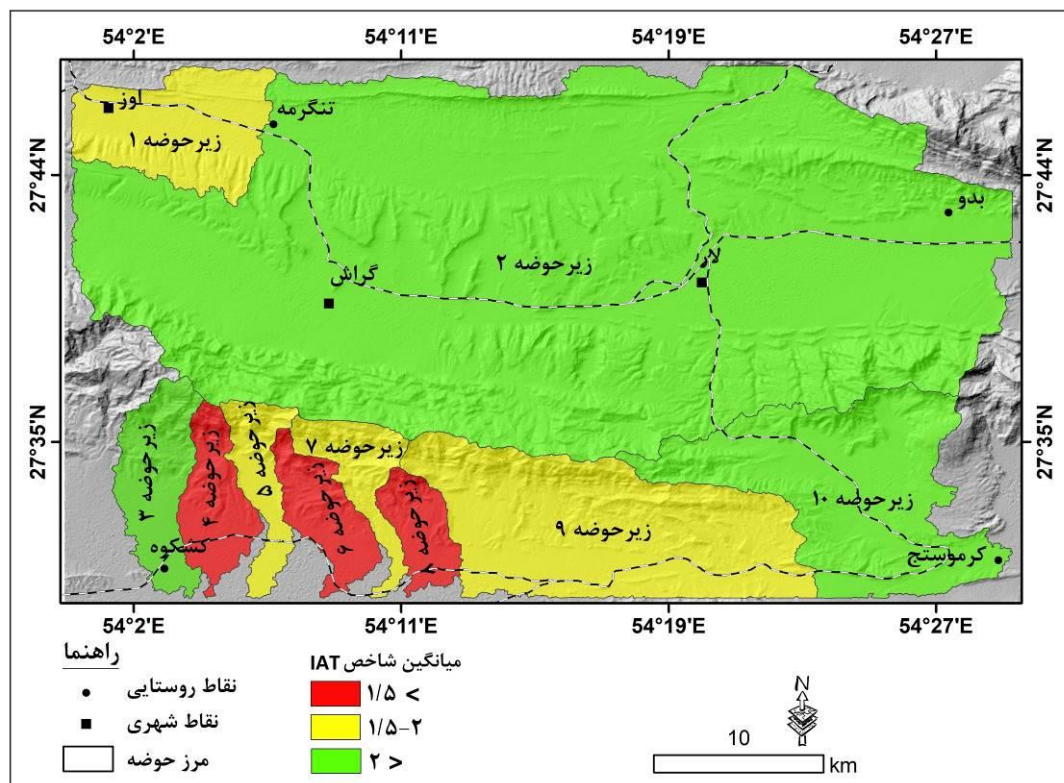 54°2'E 54°11'E 54°19'E 54°27'E
27°44'N 27°44'N
27°35'N 27°35'N
لوز
تنگرمه
زیرحوضه ۱
بدو
زیرحوضه ۲
لار
گراش
زیرحوضه ۳
زیرحوضه ۴
زیرحوضه ۵
زیرحوضه ۶
زیرحوضه ۷
زیرحوضه ۸
زیرحوضه ۹
زیرحوضه ۱۰
کشکوه
کرموستج
54°2'E 54°11'E 54°19'E 54°27'E
راهنما
نقاط روستایی
نقاط شهری
مرز حوضه
میانگین شاخص IAT
۱/۵ >
۱/۵-۲
۲ <
N
10
km